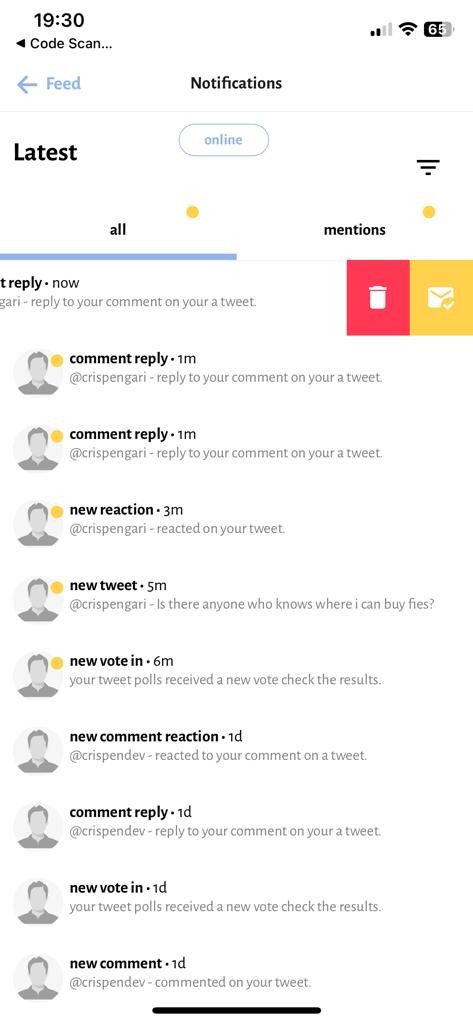 19:30
65
◀ Code Scan...
Feed
Notifications
Latest
online
all
mentions
t reply • now
gari - reply to your comment on your a tweet.
comment reply • 1m
@crispengari - reply to your comment on your a tweet.
comment reply • 1m
@crispengari - reply to your comment on your a tweet.
new reaction • 3m
@crispengari - reacted on your tweet.
new tweet • 5m
@crispengari - Is there anyone who knows where i can buy fies?
new vote in • 6m
your tweet polls received a new vote check the results.
new comment reaction • 1d
@crispendev - reacted to your comment on a tweet.
comment reply • 1d
@crispendev - reply to your comment on your a tweet.
new vote in • 1d
your tweet polls received a new vote check the results.
new comment • 1d
@crispendev - commented on your tweet.